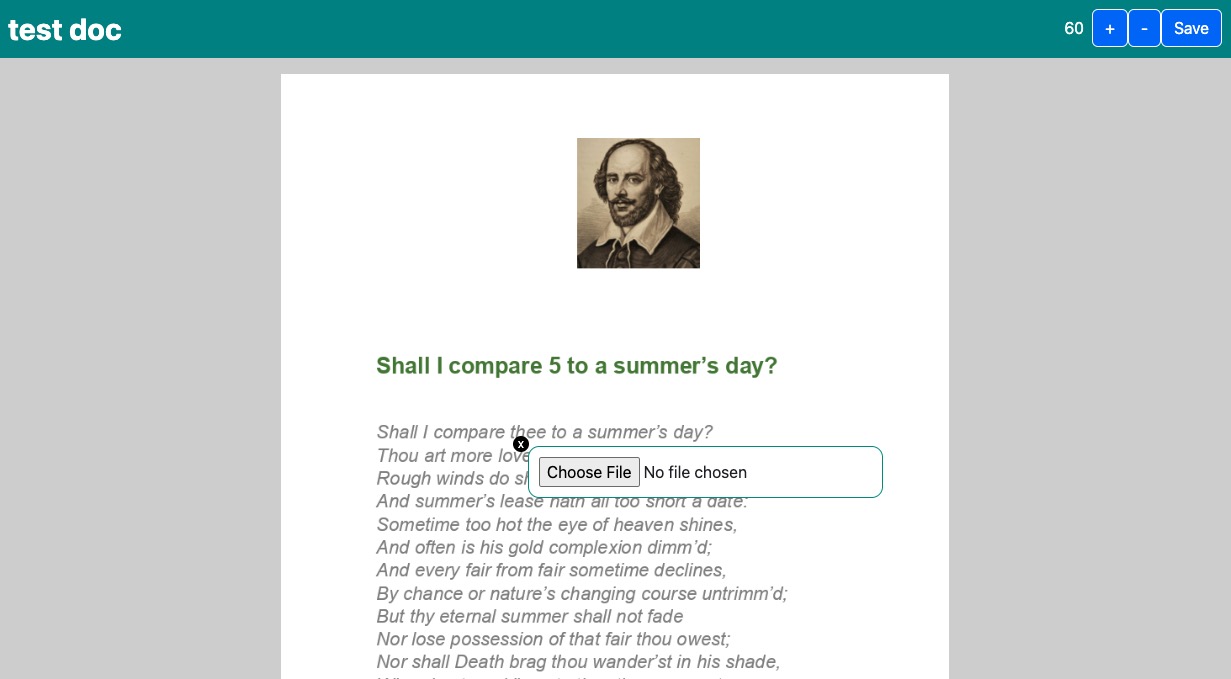 test doc
60
+
-
Save
Shall I compare 5 to a summer’s day?
Shall I compare thee to a summer’s day?
x
Thou art more love
Choose File No file chosen
Rough winds do sh
And summer’s lease hath all too short a date:
Sometime too hot the eye of heaven shines,
And often is his gold complexion dimm’d;
And every fair from fair sometime declines,
By chance or nature’s changing course untrimm’d;
But thy eternal summer shall not fade
Nor lose possession of that fair thou owest;
Nor shall Death brag thou wander’st in his shade,